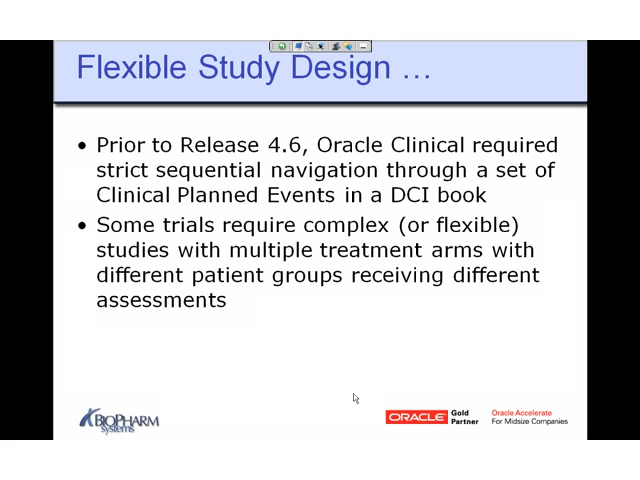 Flexible Study Design ...
• Prior to Release 4.6, Oracle Clinical required
strict sequential navigation through a set of
Clinical Planned Events in a DCI book
• Some trials require complex (or flexible)
studies with multiple treatment arms with
different patient groups receiving different
assessments
BIOPHARM
systems
ORACLE
Gold
Partner
Oracle Accelerate
For Midsize Companies